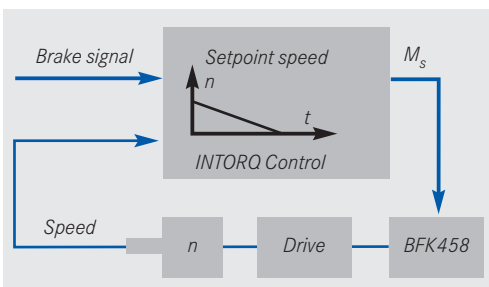 Brake signal
Setpoint speed
n
t
INTORQ Control
Ms
Speed
n
Drive
BFK458